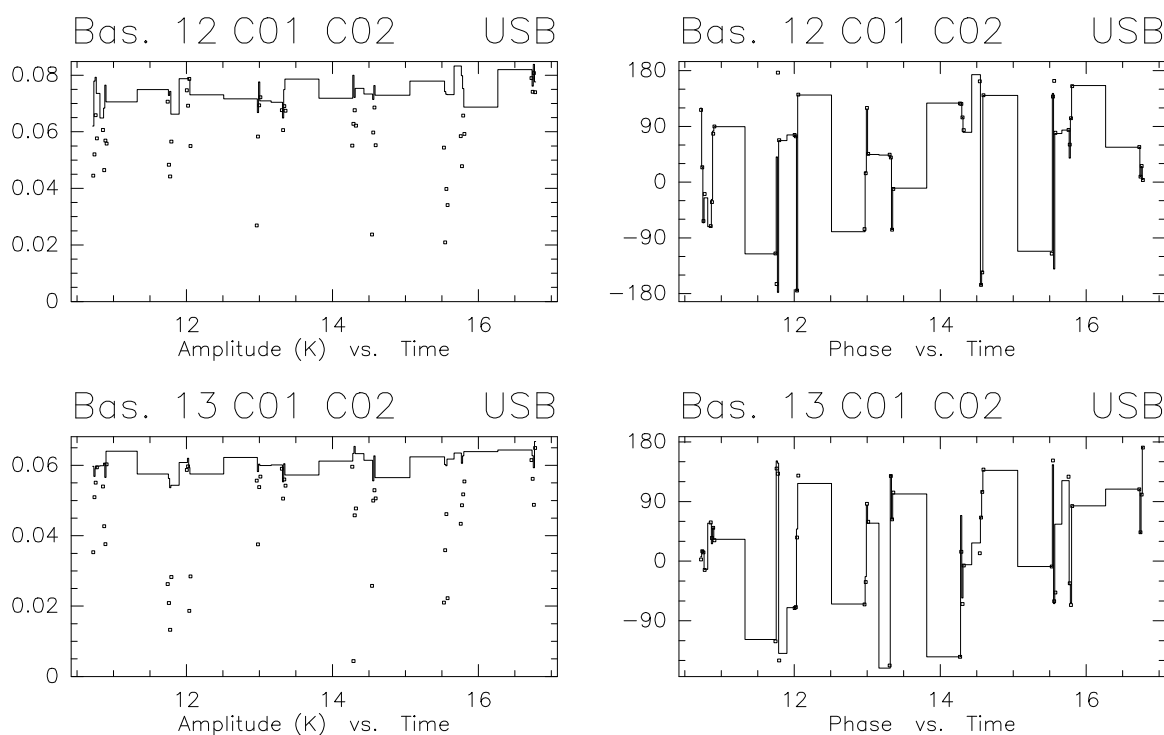 Bas. 12 C01 C02 USB
0.08
0.06
0.04
0.02
0
12 14 16
Amplitude (K) vs. Time
Bas. 12 C01 C02 USB
180
90
0
−90
−180
12 14 16
Phase vs. Time
Bas. 13 C01 C02 USB
0.06
0.04
0.02
0
12 14 16
Amplitude (K) vs. Time
Bas. 13 C01 C02 USB
180
90
0
−90
12 14 16
Phase vs. Time